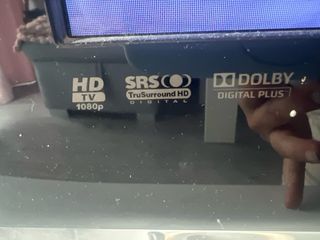 HD
TV
1080p
SRS
TruSurround HD
DIGITAL
DOLBY
DIGITAL PLUS